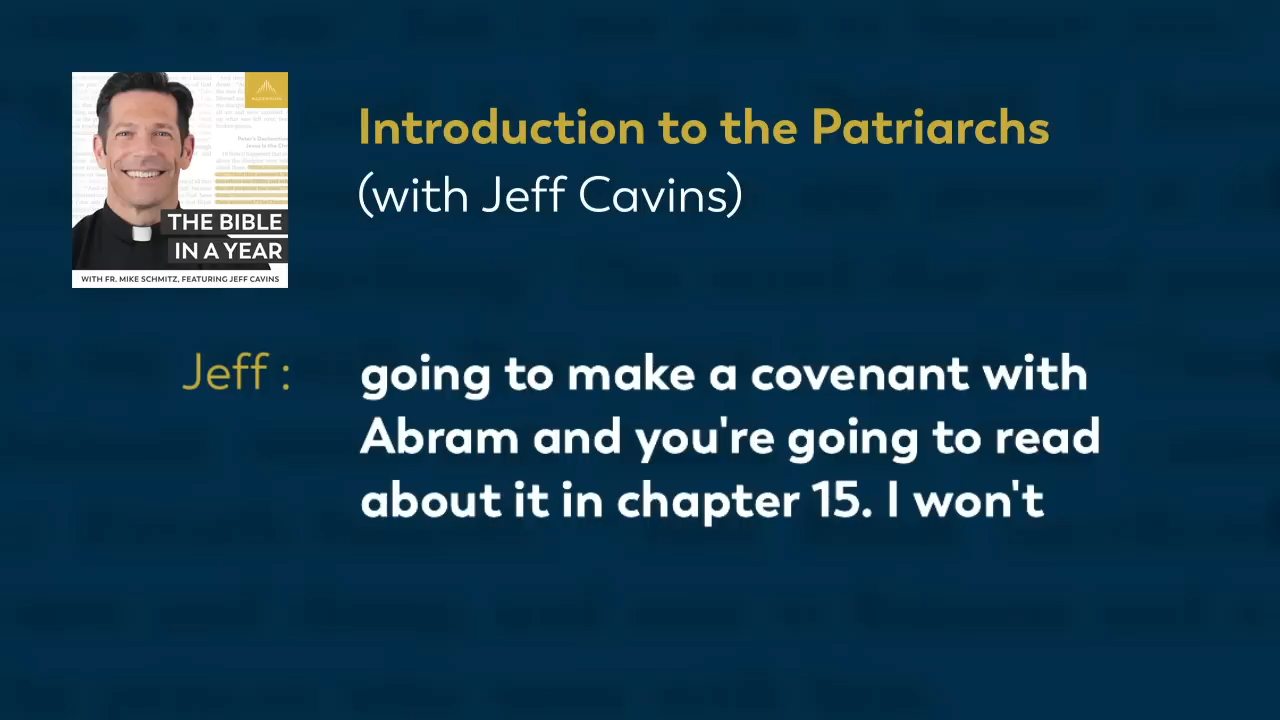 THE BIBLE
IN A YEAR
WITH FR. MIKE SCHMITZ, FEATURING JEFF CAVINS
Introduction to the Patriarchs
(with Jeff Cavins)
Jeff :
going to make a covenant with
Abram and you're going to read
about it in chapter 15. I won't